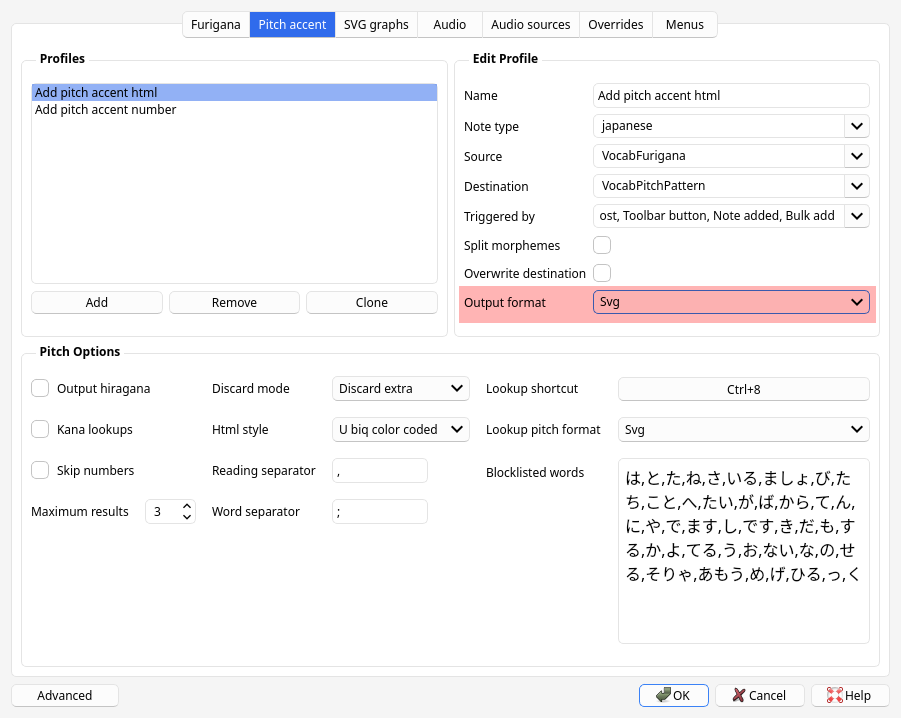 Furigana Pitch accent SVG graphs Audio Audio sources Overrides Menus
Profiles
Add pitch accent html
Add pitch accent number
Add Remove Clone
Edit Profile
Name Add pitch accent html
Note type japanese
Source VocabFurigana
Destination VocabPitchPattern
Triggered by ost, Toolbar button, Note added, Bulk add
Split morphemes
Overwrite destination
Output format Svg
Pitch Options
Output hiragana Discard mode Discard extra Lookup shortcut Ctrl+8
Kana lookups Html style U biq color coded Lookup pitch format Svg
Skip numbers Reading separator , Blocklisted words
Maximum results 3 Word separator ;
は,と,た,ね,さ,いる,ましょ,び,た
ち,こと,へ,たい,が,ば,から,て,ん,
に,や,で,ます,し,です,き,だ,も,す
る,か,よ,てる,う,お,ない,な,の,せ
る,そりゃ,あもう,め,げ,ひる,っ,く
Advanced OK Cancel Help